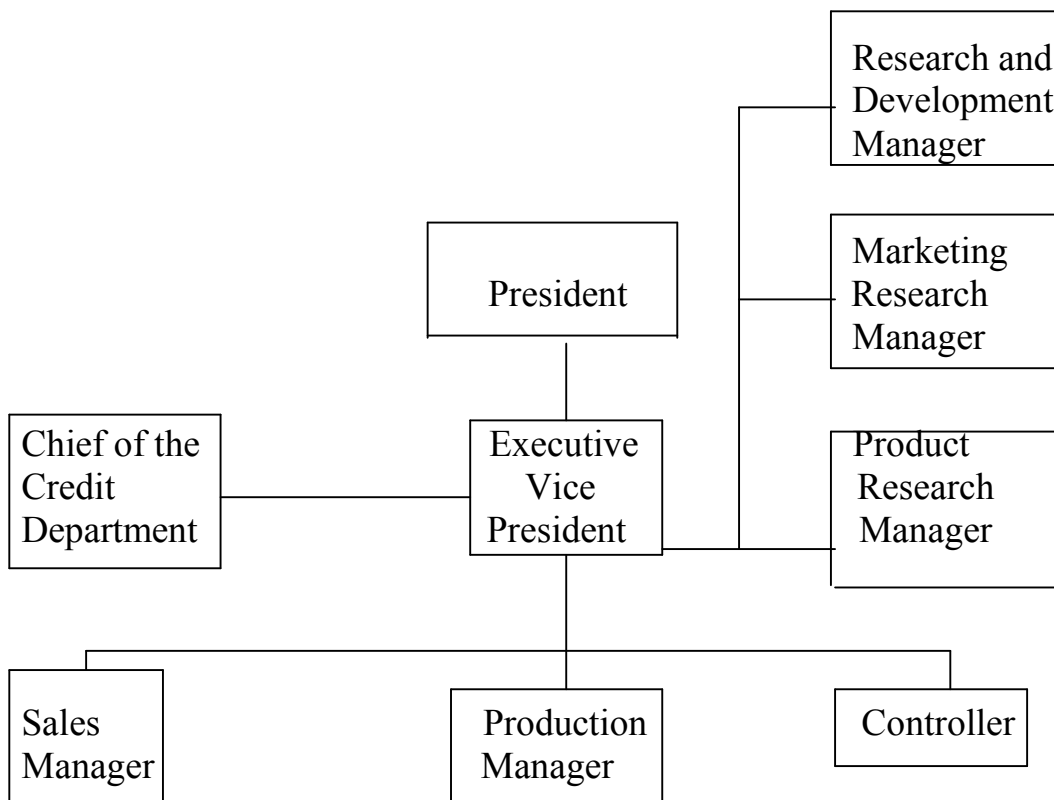 Research and
Development
Manager
Marketing
Research
Manager
President
Chief of the
Credit
Department
Executive
Vice
President
Product
Research
Manager
Sales
Manager
Production
Manager
Controller